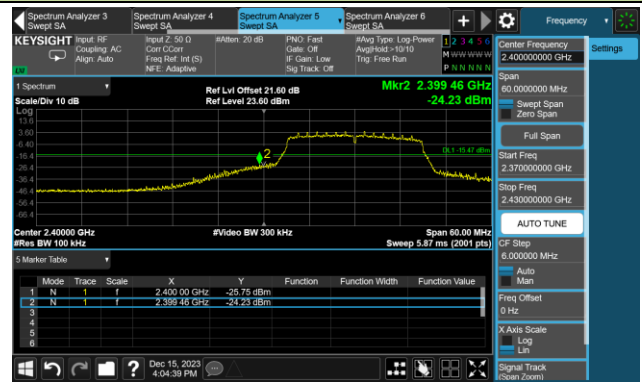 Spectrum Analyzer 3
Swept SA
Spectrum Analyzer 4
Swept SA
Spectrum Analyzer 5
Swept SA
Spectrum Analyzer 6
Swept SA
+
Frequency
KEYSIGHT
Input: RF
Coupling: AC
Align: Auto
Input Z: 50 Ω
Corr CCorr
Freq Ref: Int (S)
NFE: Adaptive
#Atten: 20 dB
PNO: Fast
Gate: Off
IF Gain: Low
Sig Track: Off
#Avg Type: Log-Power
Avg|Hold:>10/10
Trig: Free Run
1 2 3 4 5 6
M W W W W W
P N N N N N
1 Spectrum
Scale/Div 10 dB
Ref Lvl Offset 21.60 dB
Ref Level 23.60 dBm
Mkr2 2.399 46 GHz
-24.23 dBm
Log
13.6
3.60
-6.40
-16.4
-26.4
-36.4
-46.4
-56.4
-66.4
2
DL1 -15.47 dBm
Center 2.40000 GHz
#Res BW 100 kHz
#Video BW 300 kHz
Span 60.00 MHz
Sweep 5.87 ms (2001 pts)
5 Marker Table
Mode Trace Scale X Y Function Function Width Function Value
1 N 1 f 2.400 00 GHz -25.75 dBm
2 N 1 f 2.399 46 GHz -24.23 dBm
3
4
5
6
Center Frequency
2.400000000 GHz
Settings
Span
60.0000000 MHz
Swept Span
Zero Span
Full Span
Start Freq
2.370000000 GHz
Stop Freq
2.430000000 GHz
AUTO TUNE
CF Step
6.000000 MHz
Auto
Man
Freq Offset
0 Hz
X Axis Scale
Log
Lin
Signal Track
(Span Zoom)
?
Dec 15, 2023
4:04:39 PM